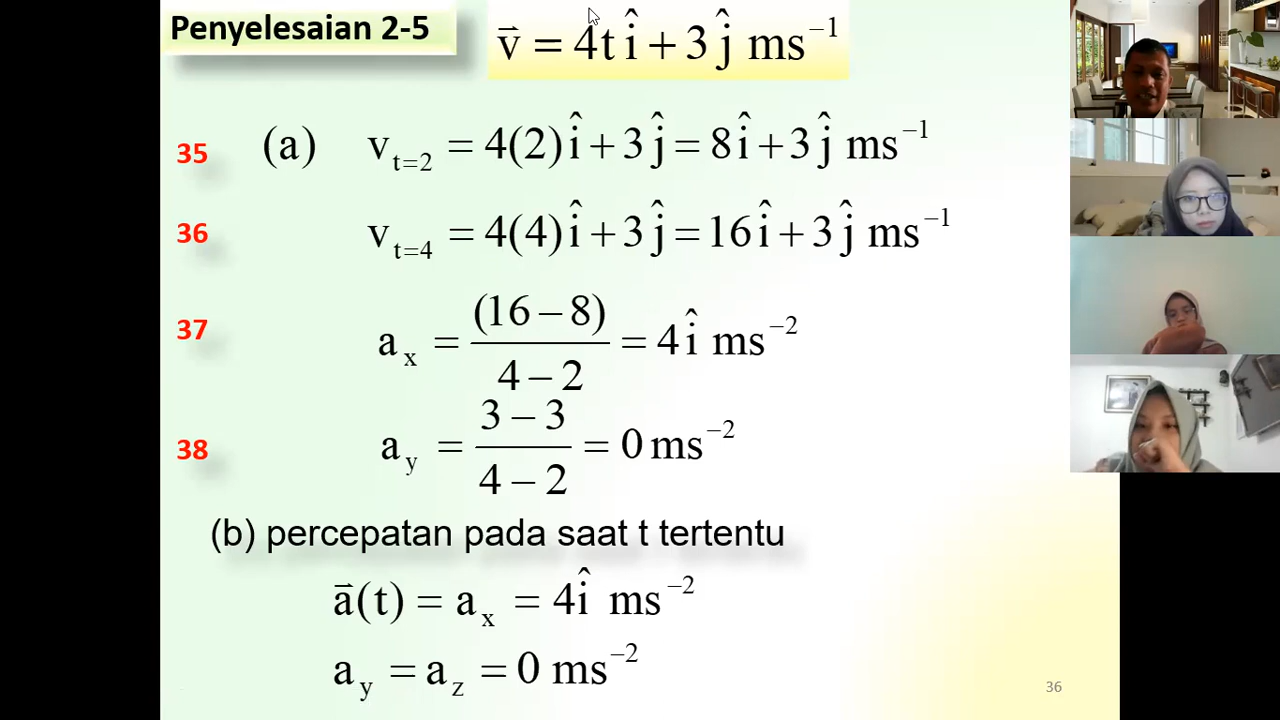 Penyelesaian 2-5
v⃗ = 4t î + 3 ĵ ms⁻¹
35 (a) v_{t=2} = 4(2) î + 3 ĵ = 8 î + 3 ĵ ms⁻¹
36 v_{t=4} = 4(4) î + 3 ĵ = 16 î + 3 ĵ ms⁻¹
37 a_x = (16 − 8) / 4 − 2 = 4 î ms⁻²
38 a_y = 3 − 3 / 4 − 2 = 0 ms⁻²
(b) percepatan pada saat t tertentu
a⃗(t) = a_x = 4 î ms⁻²
a_y = a_z = 0 ms⁻²
36